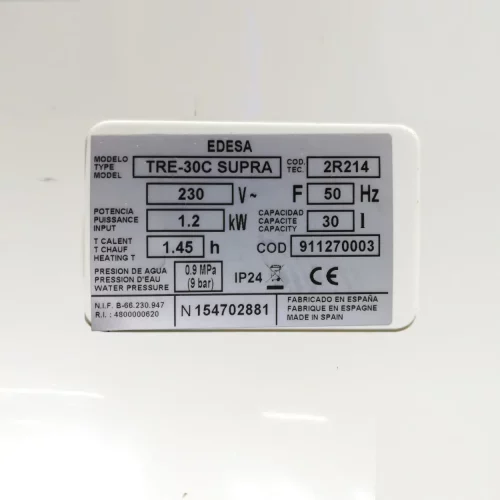 EDESA
MODELO
TYPE
MODEL
TRE-30C SUPRA
COD.
TEC.
2R214
230 V~
F 50 Hz
POTENCIA
PUISSANCE
INPUT
1.2 kW
CAPACIDAD
CAPACITE
CAPACITY
30 l
T CALENT
T CHAUF
HEATING T
1.45 h
COD 911270003
PRESION DE AGUA
PRESSION D'EAU
WATER PRESSURE
0.9 MPa
(9 bar)
IP24 CE
N.I.F. B-66.230.947
R.I. : 4800000620
N 154702881
FABRICADO EN ESPAÑA
FABRIQUE EN ESPAGNE
MADE IN SPAIN